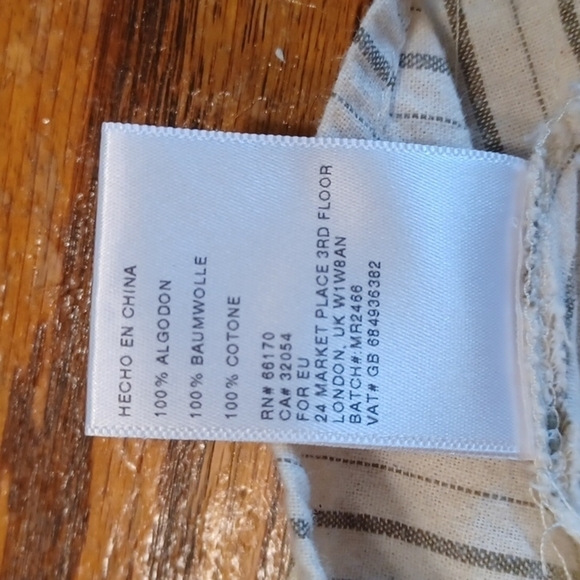 HECHO EN CHINA
100% ALGODON
100% BAUMWOLLE
100% COTONE
RN# 66170
CA# 32054
FOR EU
24 MARKET PLACE 3RD FLOOR
LONDON, UK W1W8AN
BATCH#:MR2466
VAT# GB 684936382